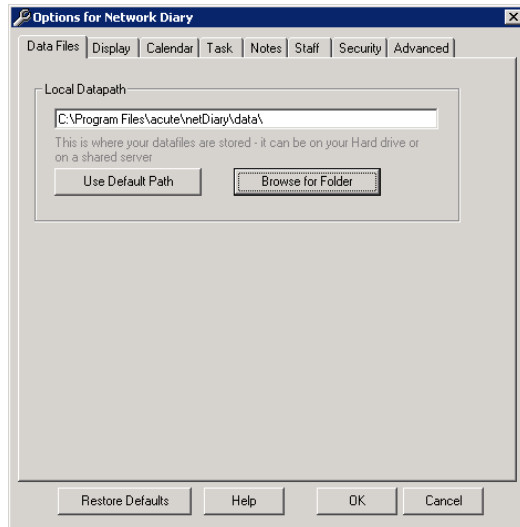 Options for Network Diary
Data Files Display Calendar Task Notes Staff Security Advanced
Local Datapath
C:\Program Files\acute\netDiary\data\
This is where your datafiles are stored - it can be on your Hard drive or
on a shared server
Use Default Path Browse for Folder
Restore Defaults Help OK Cancel